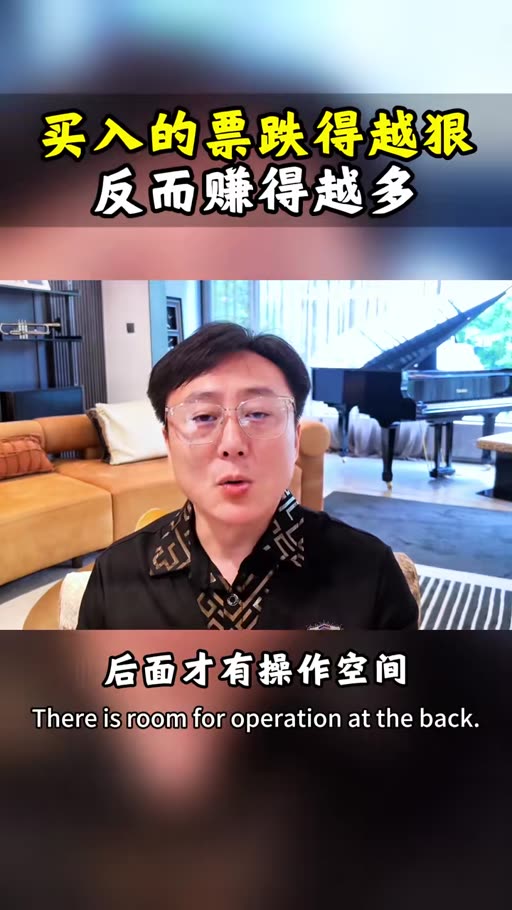 买入的票跌得越狠
反而赚得越多
后面才有操作空间
There is room for operation at the back.